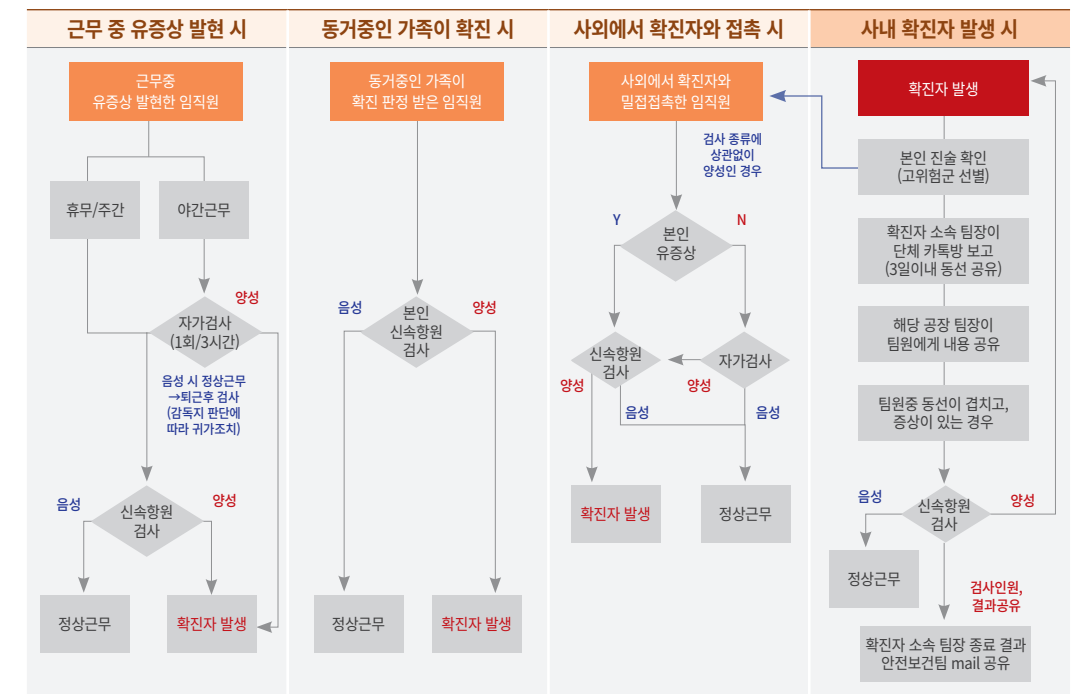 근무 중 유증상 발현 시
근무중
유증상 발현한 임직원
휴무/주간
야간근무
양성
자가검사
(1회/3시간)
음성 시 정상근무
→퇴근후 검사
(감독지 판단에
따라 귀가조치)
음성
양성
신속항원
검사
정상근무
확진자 발생
동거중인 가족이 확진 시
동거중인 가족이
확진 판정 받은 임직원
음성
양성
본인
신속항원
검사
정상근무
확진자 발생
사외에서 확진자와 접촉 시
사외에서 확진자와
밀접접촉한 임직원
검사 종류에
상관없이
양성인 경우
Y
N
본인
유증상
신속항원
검사
자가검사
양성
양성
음성
음성
확진자 발생
정상근무
사내 확진자 발생 시
확진자 발생
본인 진술 확인
(고위험군 선별)
확진자 소속 팀장이
단체 카톡방 보고
(3일이내 동선 공유)
해당 공장 팀장이
팀원에게 내용 공유
팀원중 동선이 겹치고,
증상이 있는 경우
음성
양성
신속항원
검사
정상근무
검사인원,
결과공유
확진자 소속 팀장 종료 결과
안전보건팀 mail 공유